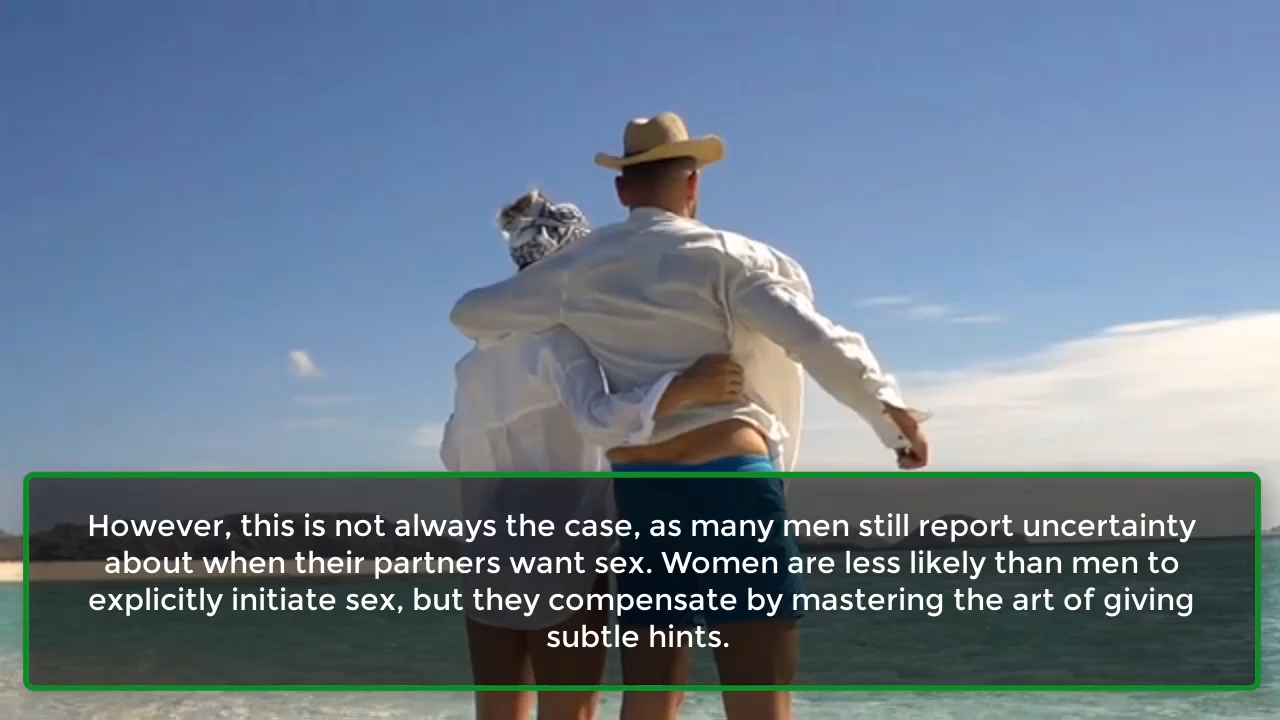 However, this is not always the case, as many men still report uncertainty
about when their partners want sex. Women are less likely than men to
explicitly initiate sex, but they compensate by mastering the art of giving
subtle hints.